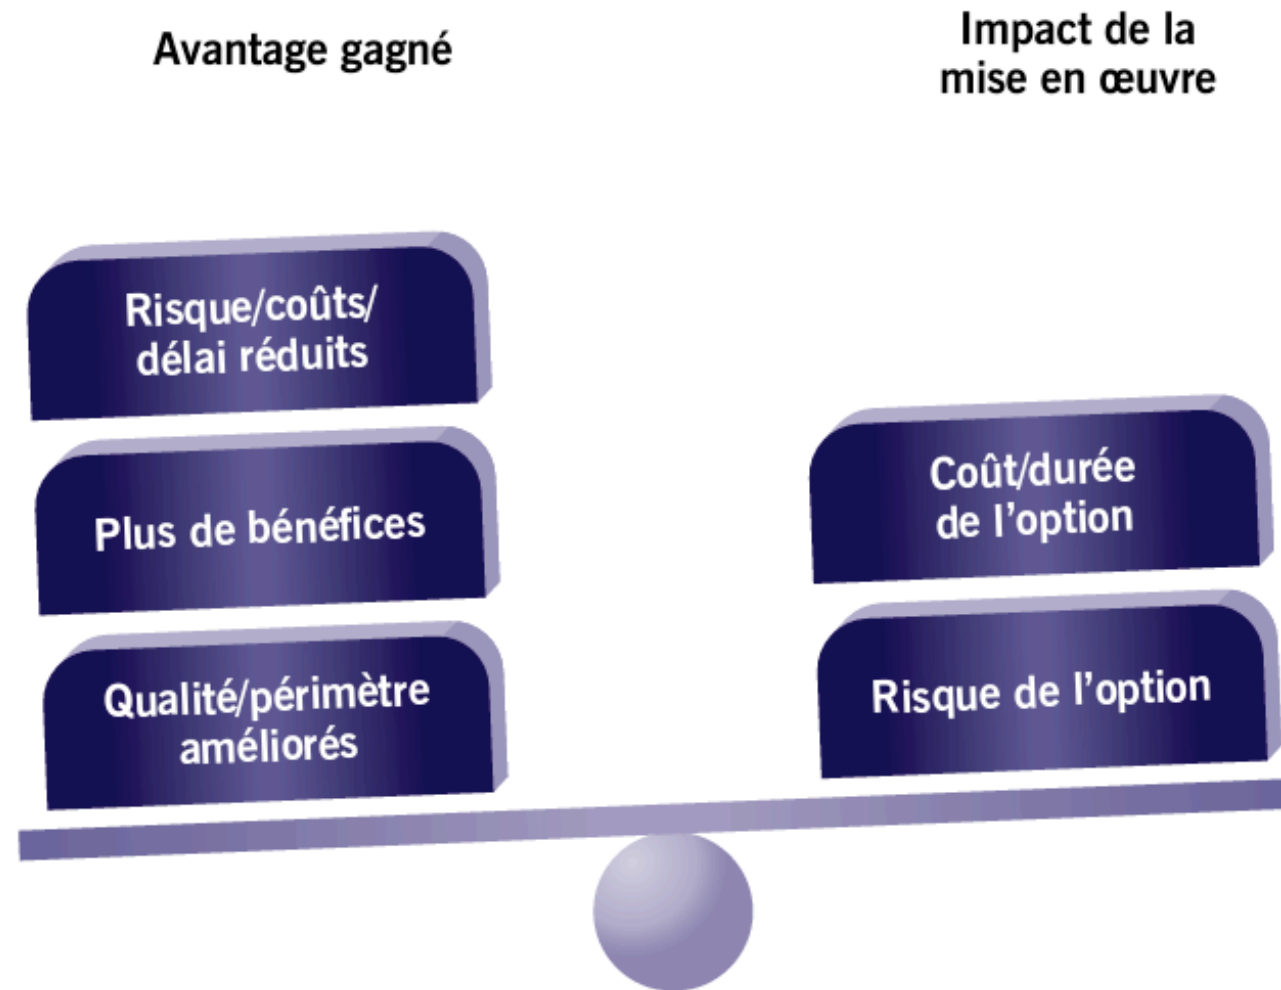 Avantage gagné
Impact de la
mise en œuvre
Risque/coûts/
délai réduits
Plus de bénéfices
Qualité/périmètre
améliorés
Coût/durée
de l’option
Risque de l’option